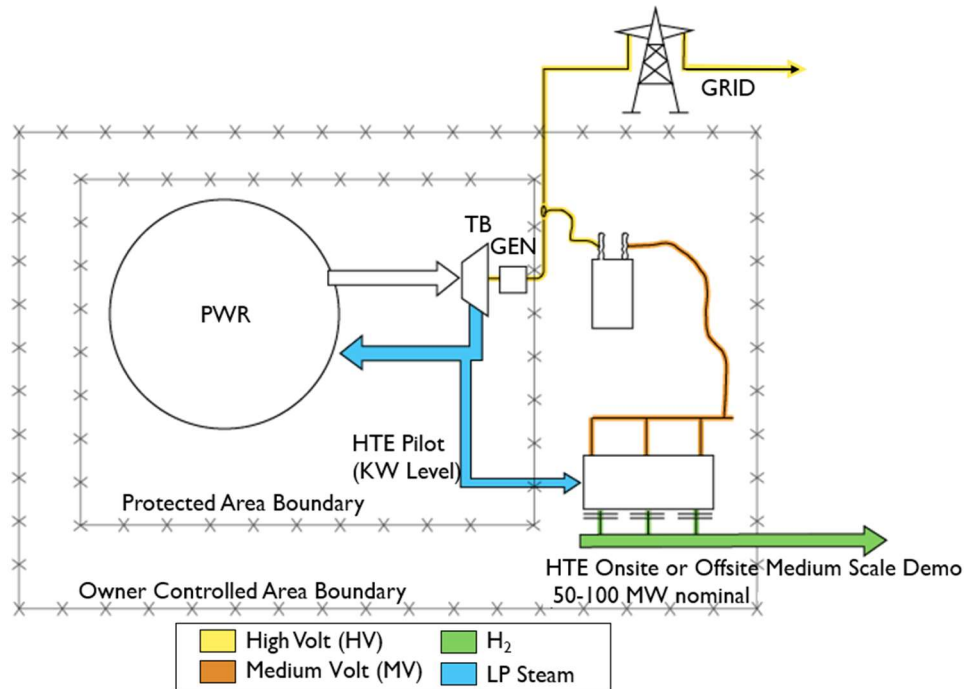 GRID
TB
GEN
PWR
HTE Pilot
(KW Level)
Protected Area Boundary
HTE Onsite or Offsite Medium Scale Demo
50-100 MW nominal
Owner Controlled Area Boundary
High Volt (HV)
H₂
Medium Volt (MV)
LP Steam